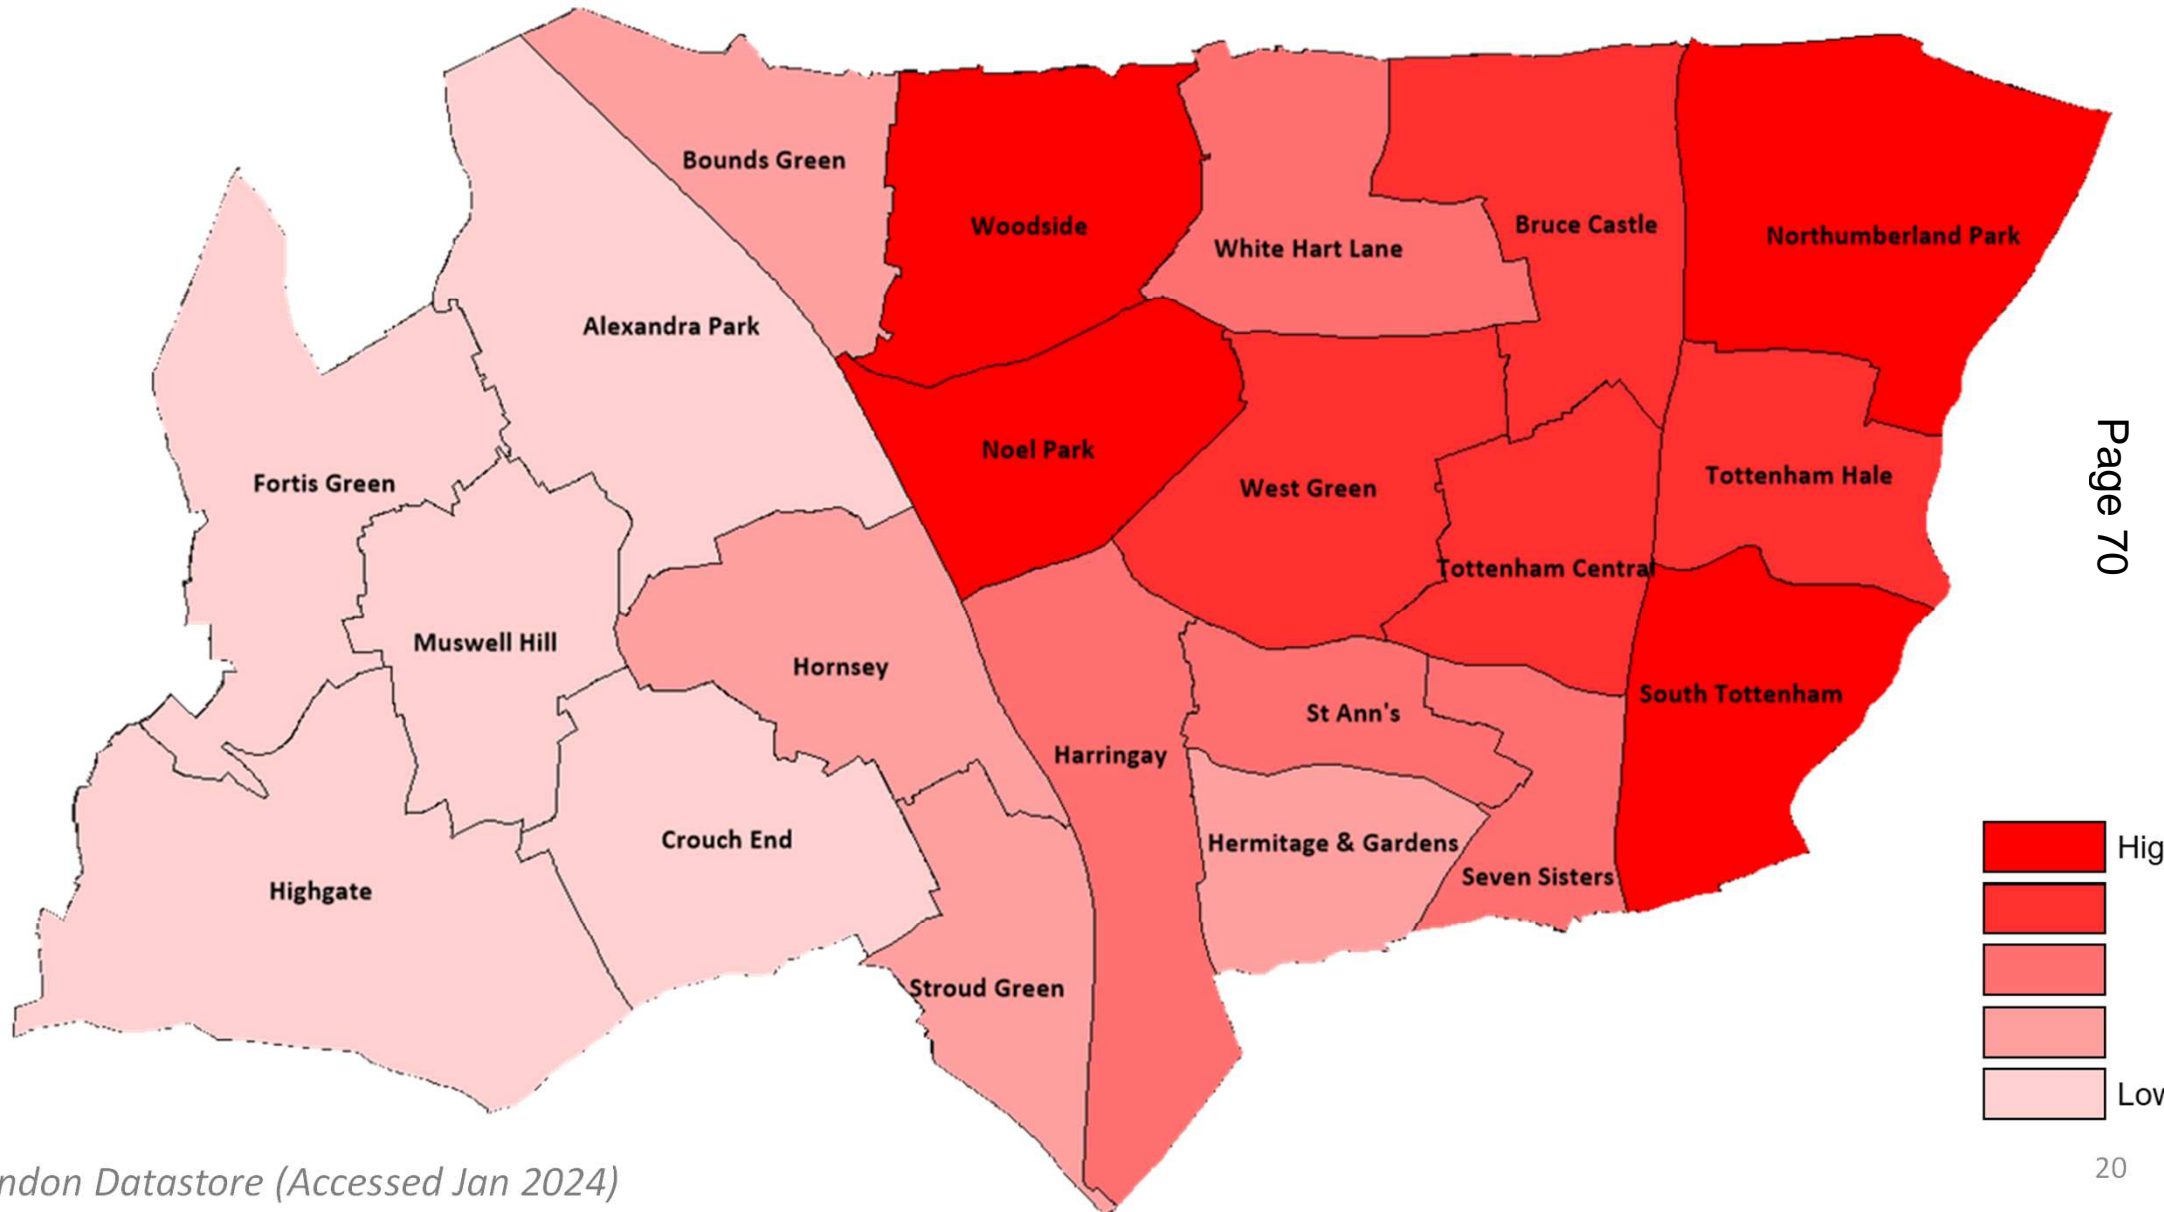 Bounds Green
Woodside
White Hart Lane
Bruce Castle
Northumberland Park
Alexandra Park
Noel Park
Fortis Green
West Green
Tottenham Hale
Tottenham Central
Muswell Hill
Hornsey
South Tottenham
St Ann's
Harringay
Crouch End
Hermitage & Gardens
Seven Sisters
Highgate
Stroud Green
Page 70
Hig
Low
ndon Datastore (Accessed Jan 2024)
20